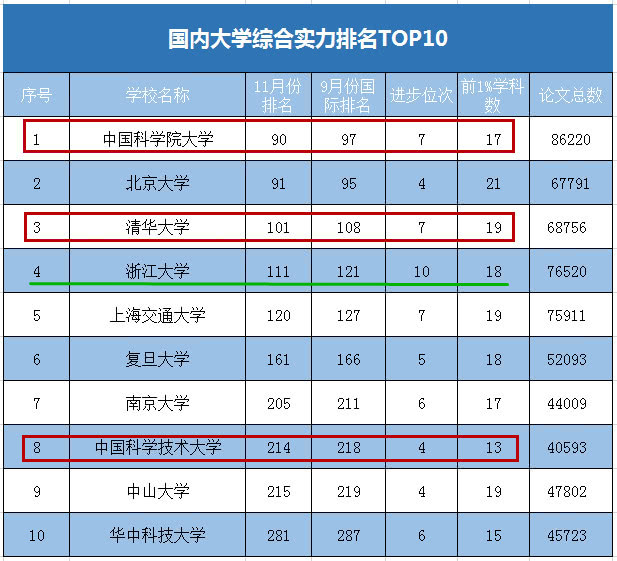 国内大学综合实力排名TOP10
序号 学校名称 11月份排名 9月份国际排名 进步位次 前1%学科数 论文总数
1 中国科学院大学 90 97 7 17 86220
2 北京大学 91 95 4 21 67791
3 清华大学 101 108 7 19 68756
4 浙江大学 111 121 10 18 76520
5 上海交通大学 120 127 7 19 75911
6 复旦大学 161 166 5 18 52093
7 南京大学 205 211 6 17 44009
8 中国科学技术大学 214 218 4 13 40593
9 中山大学 215 219 4 19 47802
10 华中科技大学 281 287 6 15 45723